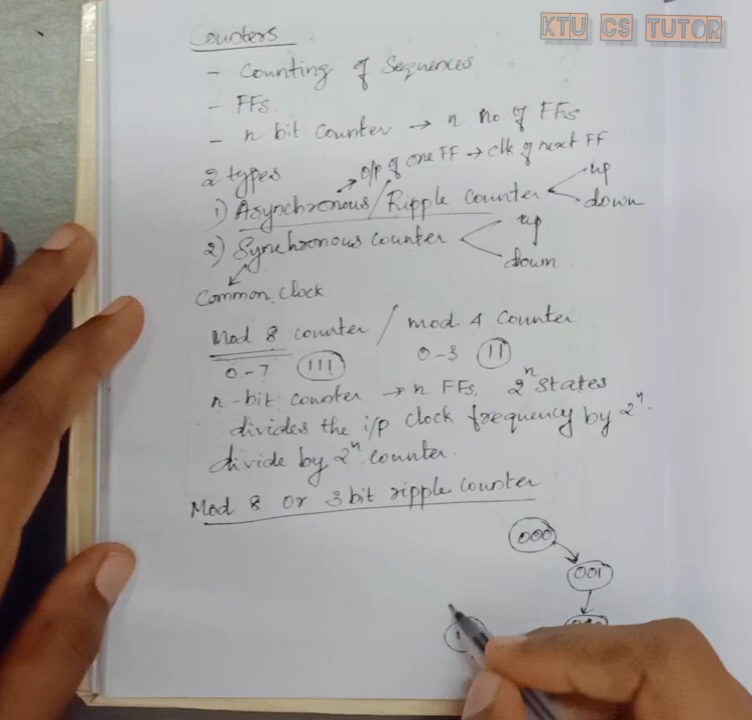 KTU CS TUTOR
Counters
- Counting of Sequences
- FFs
- n bit counter → n no. of FFs
2 types → o/p of one FF → clk of next FF
1) Asynchronous / Ripple counter < up
down
2) Synchronous counter < up
down
Common clock
Mod 8 counter / mod 4 counter
0-7 (111) 0-3 (11)
n-bit counter → n FFs. 2ⁿ states
divides the i/p clock frequency by 2ⁿ.
divide by 2ⁿ counter.
Mod 8 or 3 bit ripple counter
000
001